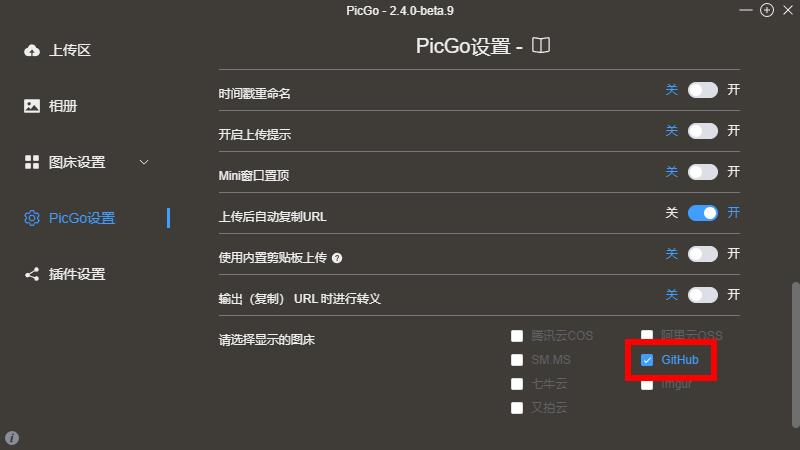 PicGo - 2.4.0-beta.9
上传区
相册
图床设置
PicGo设置
插件设置
PicGo设置 -
时间戳重命名 关 开
开启上传提示 关 开
Mini窗口置顶 关 开
上传后自动复制URL 关 开
使用内置剪贴板上传 ? 关 开
输出（复制） URL 时进行转义 关 开
请选择显示的图床
腾讯云COS 阿里云OSS
SM.MS GitHub
七牛云 Imgur
又拍云